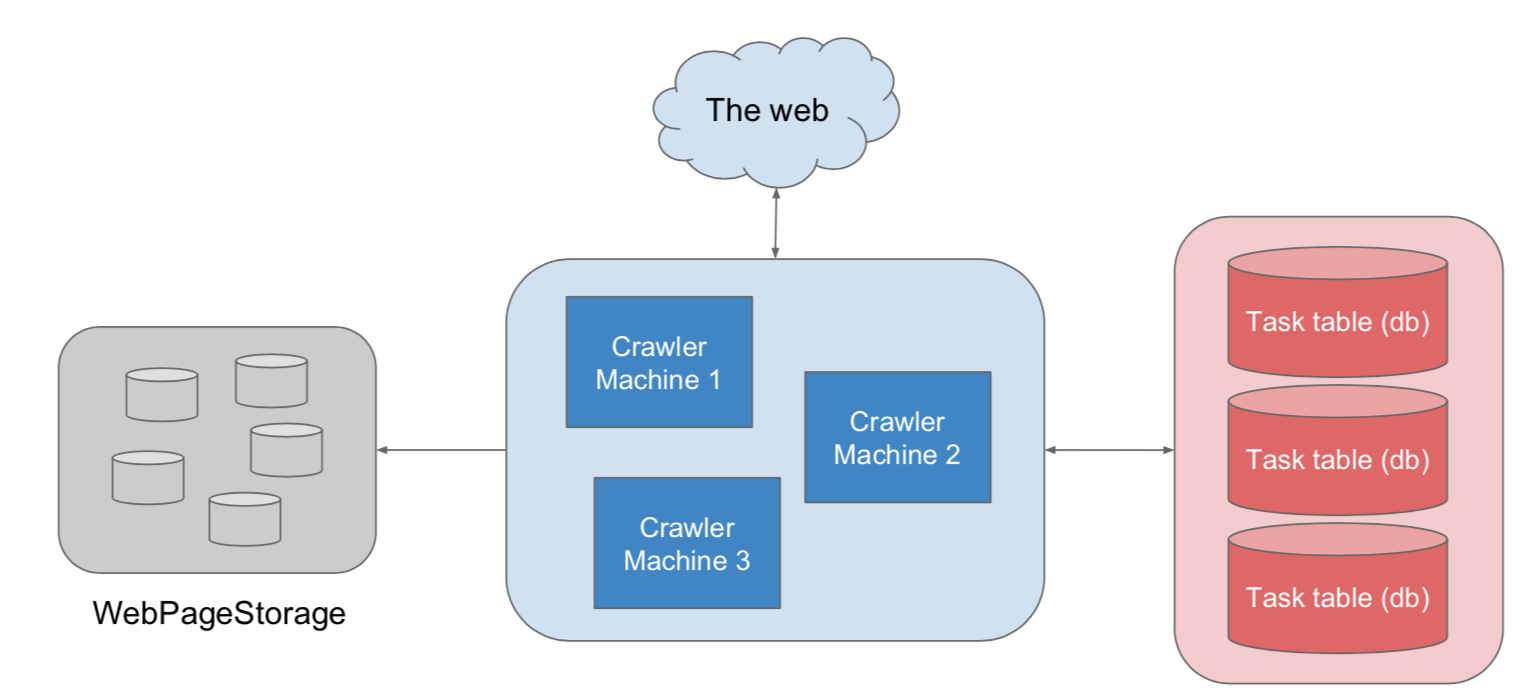 The web
Crawler
Machine 1
Crawler
Machine 2
Crawler
Machine 3
WebPageStorage
Task table (db)
Task table (db)
Task table (db)